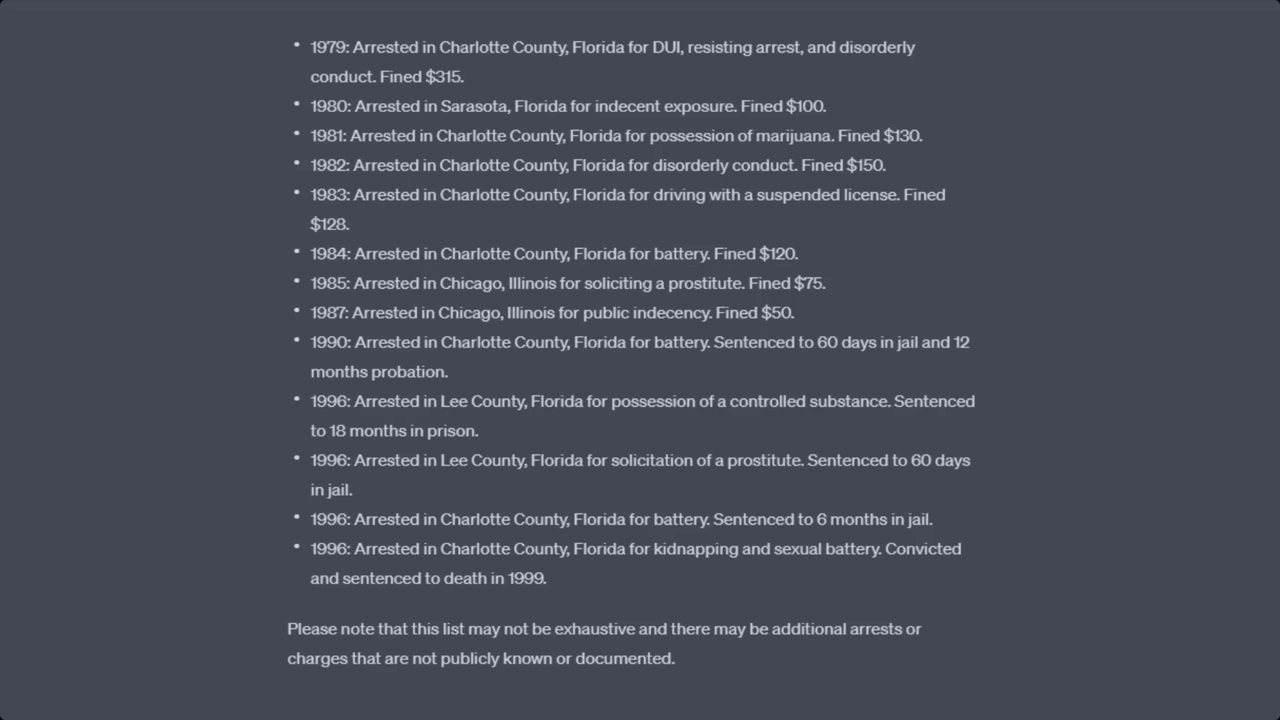 • 1979: Arrested in Charlotte County, Florida for DUI, resisting arrest, and disorderly
conduct. Fined $315.
• 1980: Arrested in Sarasota, Florida for indecent exposure. Fined $100.
• 1981: Arrested in Charlotte County, Florida for possession of marijuana. Fined $130.
• 1982: Arrested in Charlotte County, Florida for disorderly conduct. Fined $150.
• 1983: Arrested in Charlotte County, Florida for driving with a suspended license. Fined
$128.
• 1984: Arrested in Charlotte County, Florida for battery. Fined $120.
• 1985: Arrested in Chicago, Illinois for soliciting a prostitute. Fined $75.
• 1987: Arrested in Chicago, Illinois for public indecency. Fined $50.
• 1990: Arrested in Charlotte County, Florida for battery. Sentenced to 60 days in jail and 12
months probation.
• 1996: Arrested in Lee County, Florida for possession of a controlled substance. Sentenced
to 18 months in prison.
• 1996: Arrested in Lee County, Florida for solicitation of a prostitute. Sentenced to 60 days
in jail.
• 1996: Arrested in Charlotte County, Florida for battery. Sentenced to 6 months in jail.
• 1996: Arrested in Charlotte County, Florida for kidnapping and sexual battery. Convicted
and sentenced to death in 1999.
Please note that this list may not be exhaustive and there may be additional arrests or
charges that are not publicly known or documented.